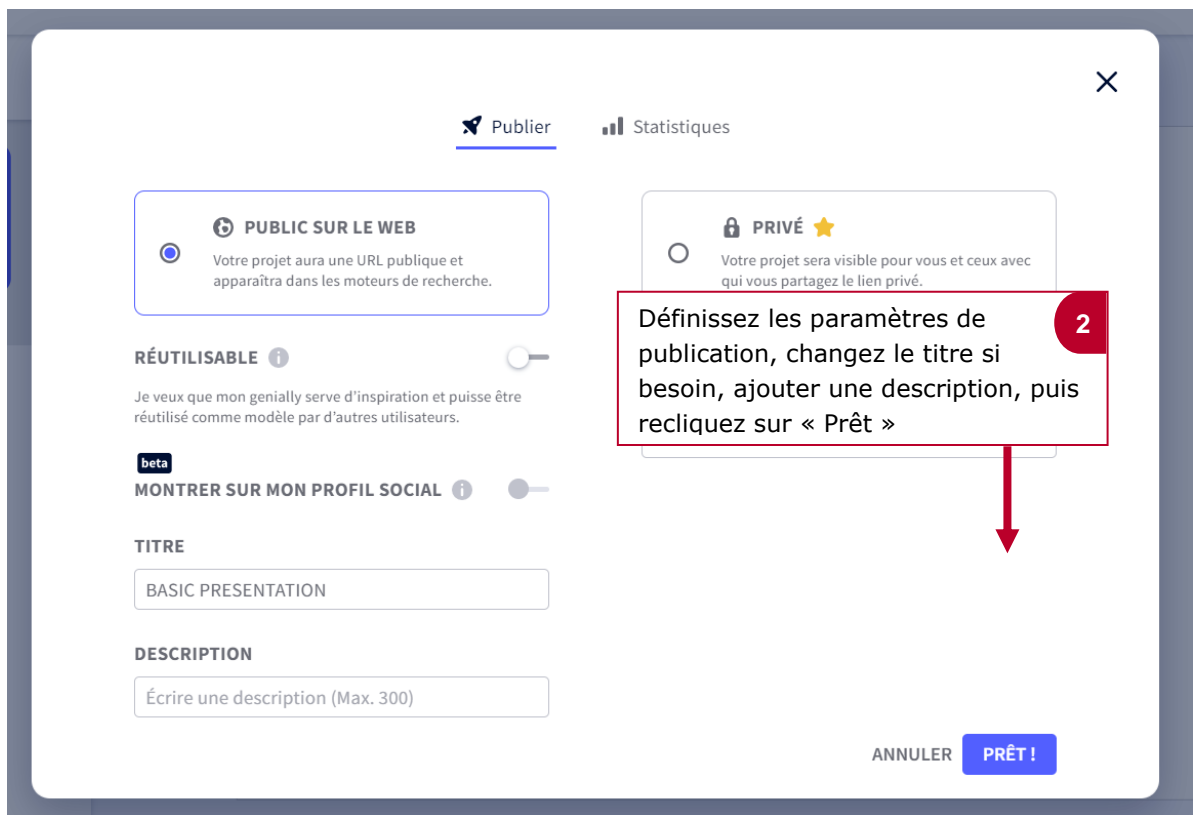 Publier
Statistiques
PUBLIC SUR LE WEB
Votre projet aura une URL publique et
apparaîtra dans les moteurs de recherche.
PRIVÉ
Votre projet sera visible pour vous et ceux avec
qui vous partagez le lien privé.
Définissez les paramètres de
publication, changez le titre si
besoin, ajouter une description, puis
recliquez sur « Prêt »
2
RÉUTILISABLE
Je veux que mon genially serve d'inspiration et puisse être
réutilisé comme modèle par d'autres utilisateurs.
beta
MONTRER SUR MON PROFIL SOCIAL
TITRE
BASIC PRESENTATION
DESCRIPTION
Écrire une description (Max. 300)
ANNULER
PRÊT !